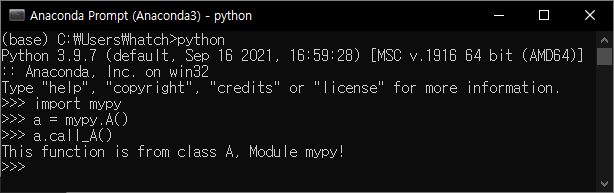 Anaconda Prompt (Anaconda3) - python
(base) C:₩Users₩hatch>python
Python 3.9.7 (default, Sep 16 2021, 16:59:28) [MSC v.1916 64 bit (AMD64)]
:: Anaconda, Inc. on win32
Type "help", "copyright", "credits" or "license" for more information.
>>> import mypy
>>> a = mypy.A()
>>> a.call_A()
This function is from class A, Module mypy!
>>>